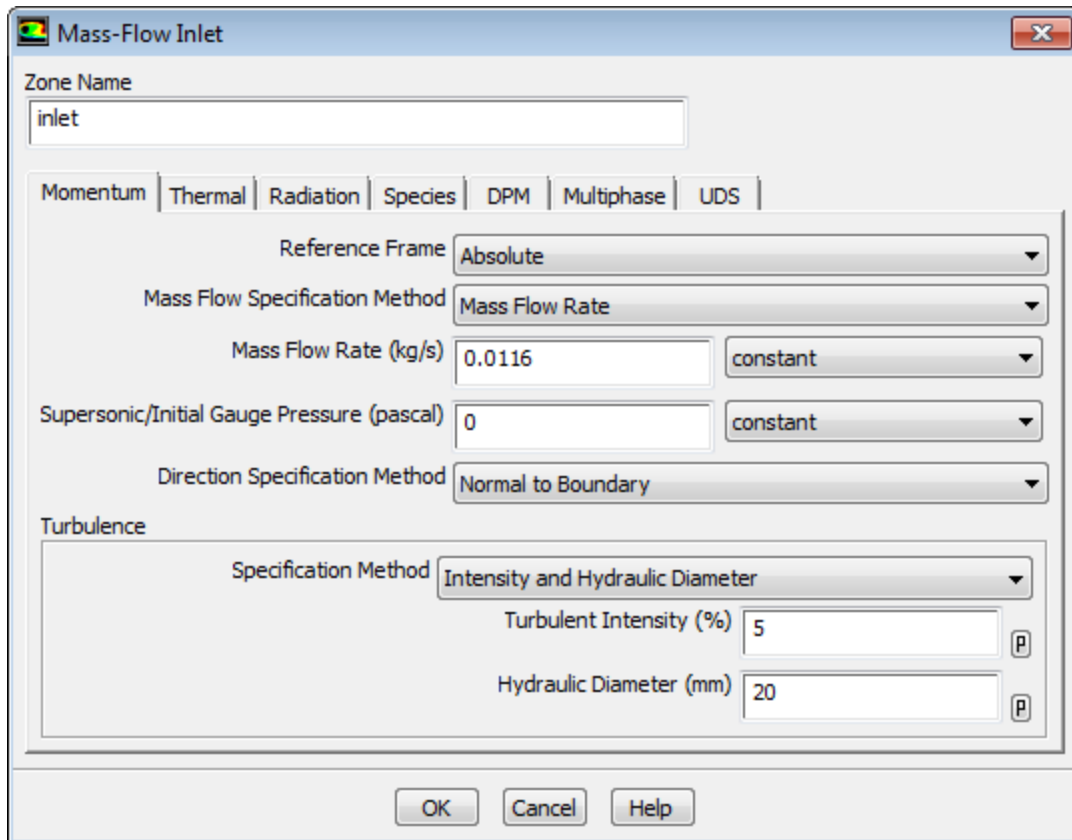 Mass-Flow Inlet
Zone Name
inlet
Momentum Thermal Radiation Species DPM Multiphase UDS
Reference Frame Absolute
Mass Flow Specification Method Mass Flow Rate
Mass Flow Rate (kg/s) 0.0116 constant
Supersonic/Initial Gauge Pressure (pascal) 0 constant
Direction Specification Method Normal to Boundary
Turbulence
Specification Method Intensity and Hydraulic Diameter
Turbulent Intensity (%) 5 P
Hydraulic Diameter (mm) 20 P
OK Cancel Help